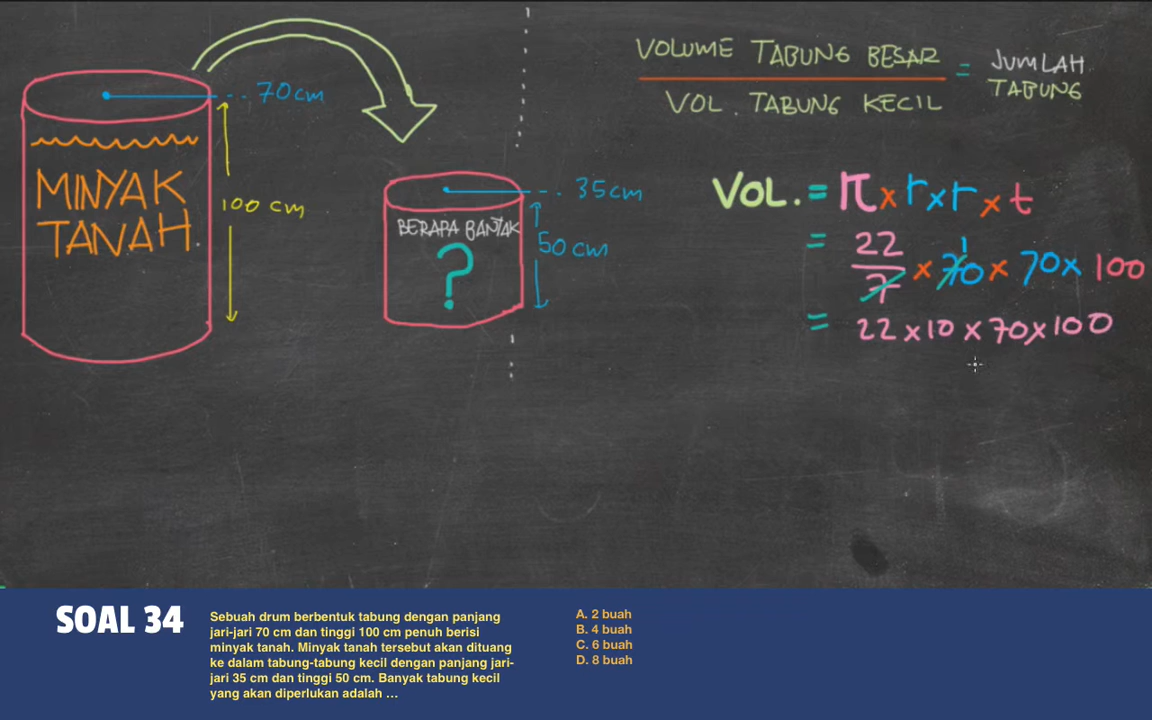 VOLUME TABUNG BESAR
VOL. TABUNG KECIL
= JUMLAH TABUNG
70 cm
MINYAK
TANAH.
100 cm
35 cm
BERAPA BANYAK
?
50 cm
VOL. = π x r x r x t
= 22/7 x 70 x 70 x 100
1
= 22 x 10 x 70 x 100
SOAL 34
Sebuah drum berbentuk tabung dengan panjang
jari-jari 70 cm dan tinggi 100 cm penuh berisi
minyak tanah. Minyak tanah tersebut akan dituang
ke dalam tabung-tabung kecil dengan panjang jari-
jari 35 cm dan tinggi 50 cm. Banyak tabung kecil
yang akan diperlukan adalah ...
A. 2 buah
B. 4 buah
C. 6 buah
D. 8 buah